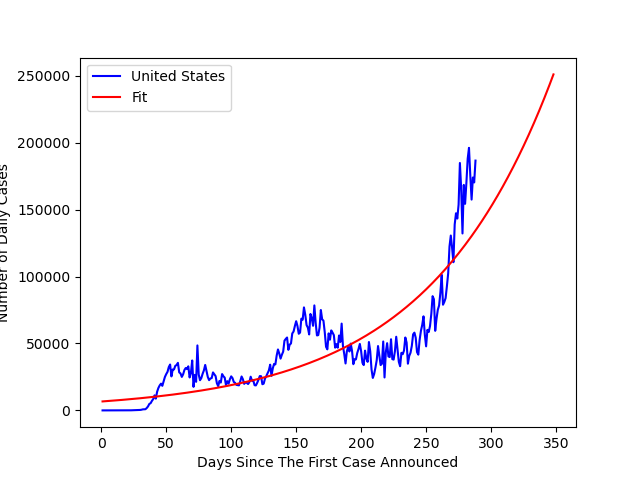 United States
Fit
Number of Daily Cases
250000
200000
150000
100000
50000
0
0 50 100 150 200 250 300 350
Days Since The First Case Announced